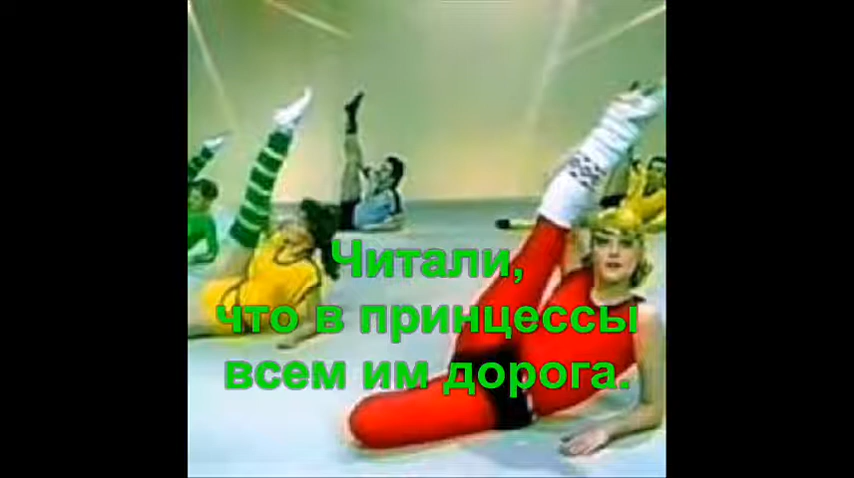 Читали,
что в принцессы
всем им дорога.